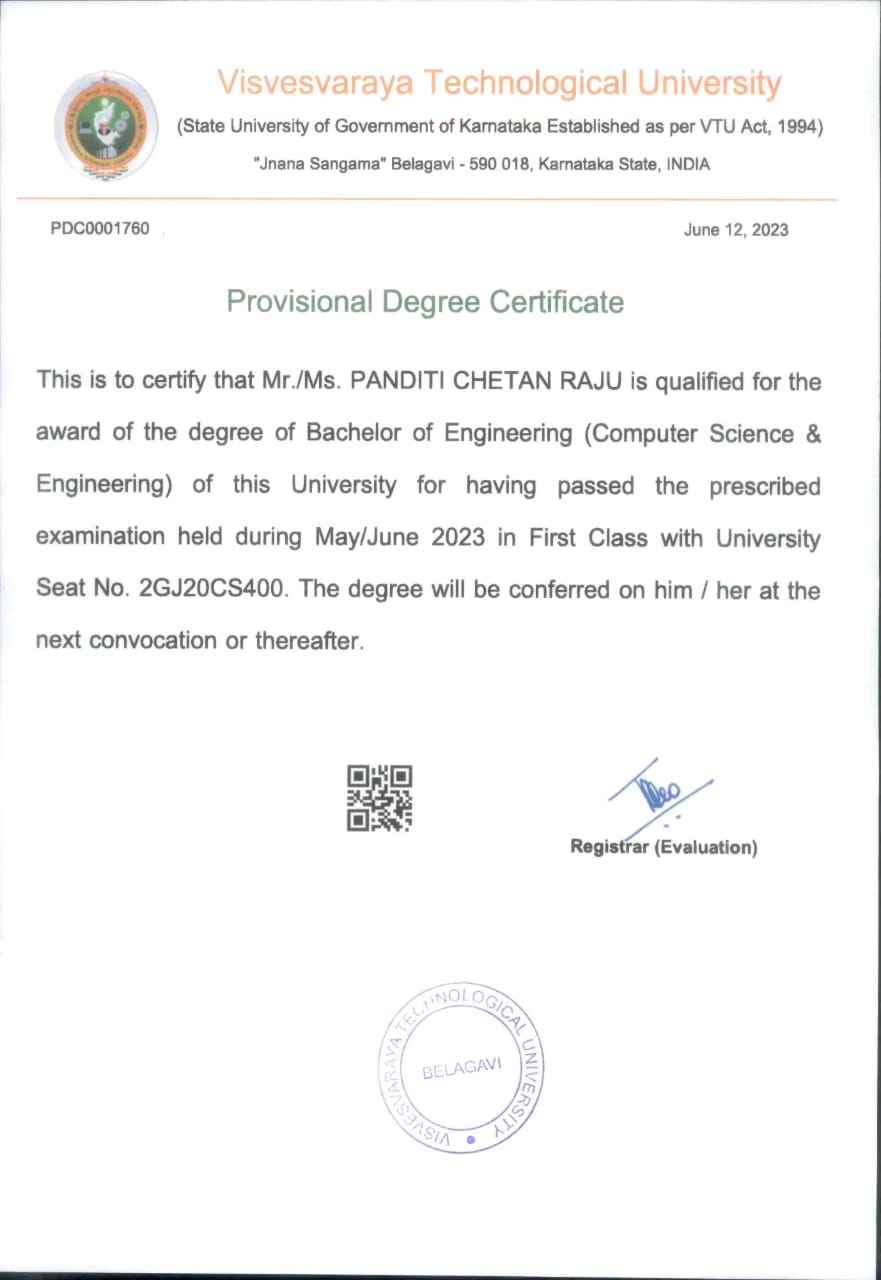 Visvesvaraya Technological University
(State University of Government of Karnataka Established as per VTU Act, 1994)
"Jnana Sangama" Belagavi - 590 018, Karnataka State, INDIA
PDC0001760
June 12, 2023
Provisional Degree Certificate
This is to certify that Mr./Ms. PANDITI CHETAN RAJU is qualified for the
award of the degree of Bachelor of Engineering (Computer Science &
Engineering) of this University for having passed the prescribed
examination held during May/June 2023 in First Class with University
Seat No. 2GJ20CS400. The degree will be conferred on him / her at the
next convocation or thereafter.
Registrar (Evaluation)
VISVESVARAYA TECHNOLOGICAL UNIVERSITY
BELAGAVI